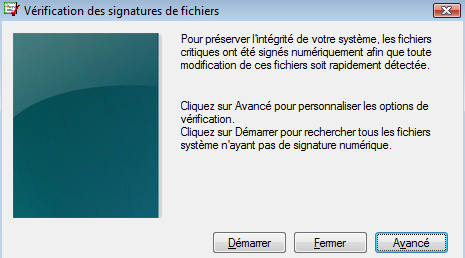 Vérification des signatures de fichiers
Pour préserver l'intégrité de votre système, les fichiers
critiques ont été signés numériquement afin que toute
modification de ces fichiers soit rapidement détectée.
Cliquez sur Avancé pour personnaliser les options de
vérification.
Cliquez sur Démarrer pour rechercher tous les fichiers
système n'ayant pas de signature numérique.
Démarrer
Fermer
Avancé